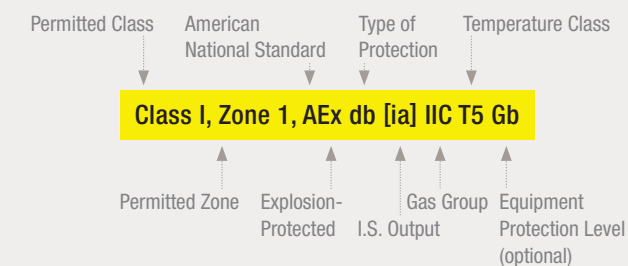 Permitted Class
American
National Standard
Type of
Protection
Temperature Class
Class I, Zone 1, AEx db [ia] IIC T5 Gb
Permitted Zone
Explosion-
Protected
I.S. Output
Gas Group
Equipment
Protection Level
(optional)